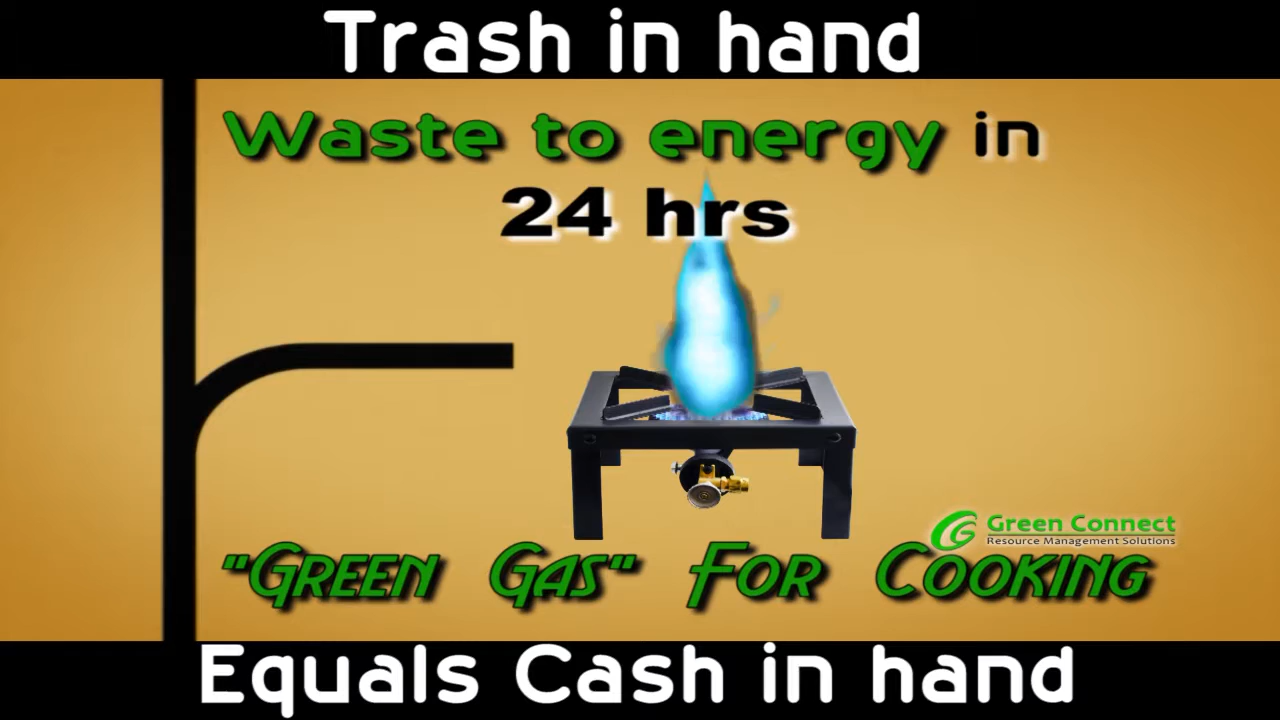 Trash in hand
Waste to energy in
24 hrs
Green Connect
Resource Management Solutions
"GREEN GAS" FOR COOKING
Equals Cash in hand